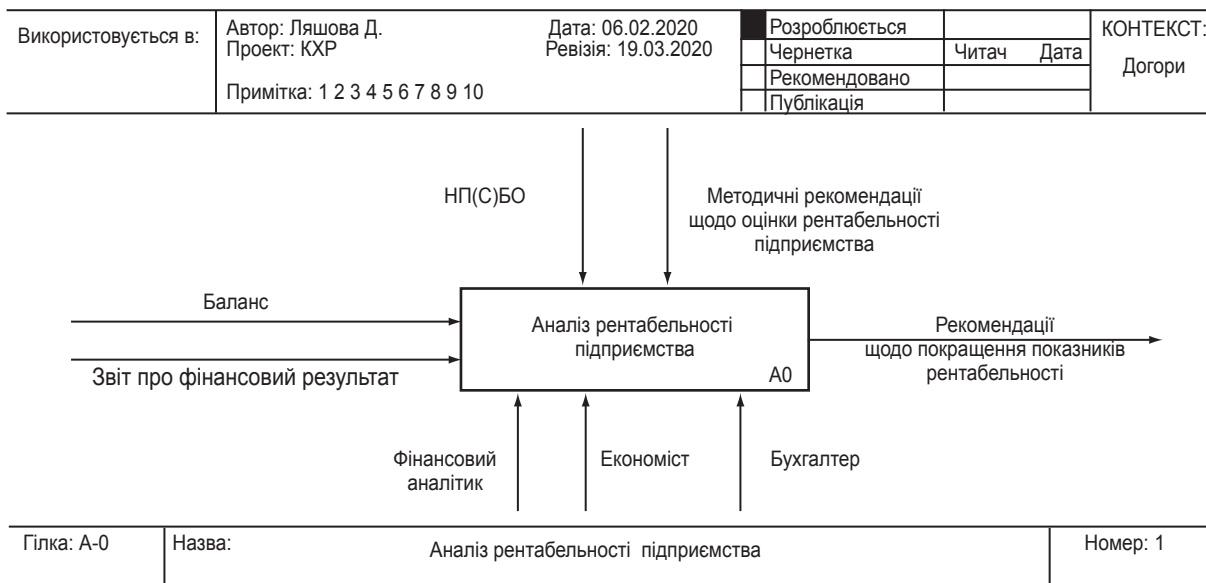 Використовується в:
Автор: Ляшова Д.
Дата: 06.02.2020
Проект: КХР
Ревізія: 19.03.2020
Примітка: 1 2 3 4 5 6 7 8 9 10
Розроблюється
Чернетка
Читач
Дата
Рекомендовано
Публікація
КОНТЕКСТ:
Догори
НП(С)БО
Методичні рекомендації
щодо оцінки рентабельності
підприємства
Баланс
Звіт про фінансовий результат
Аналіз рентабельності
підприємства
А0
Рекомендації
щодо покращення показників
рентабельності
Фінансовий
аналітик
Економіст
Бухгалтер
Гілка: А-0
Назва:
Аналіз рентабельності підприємства
Номер: 1